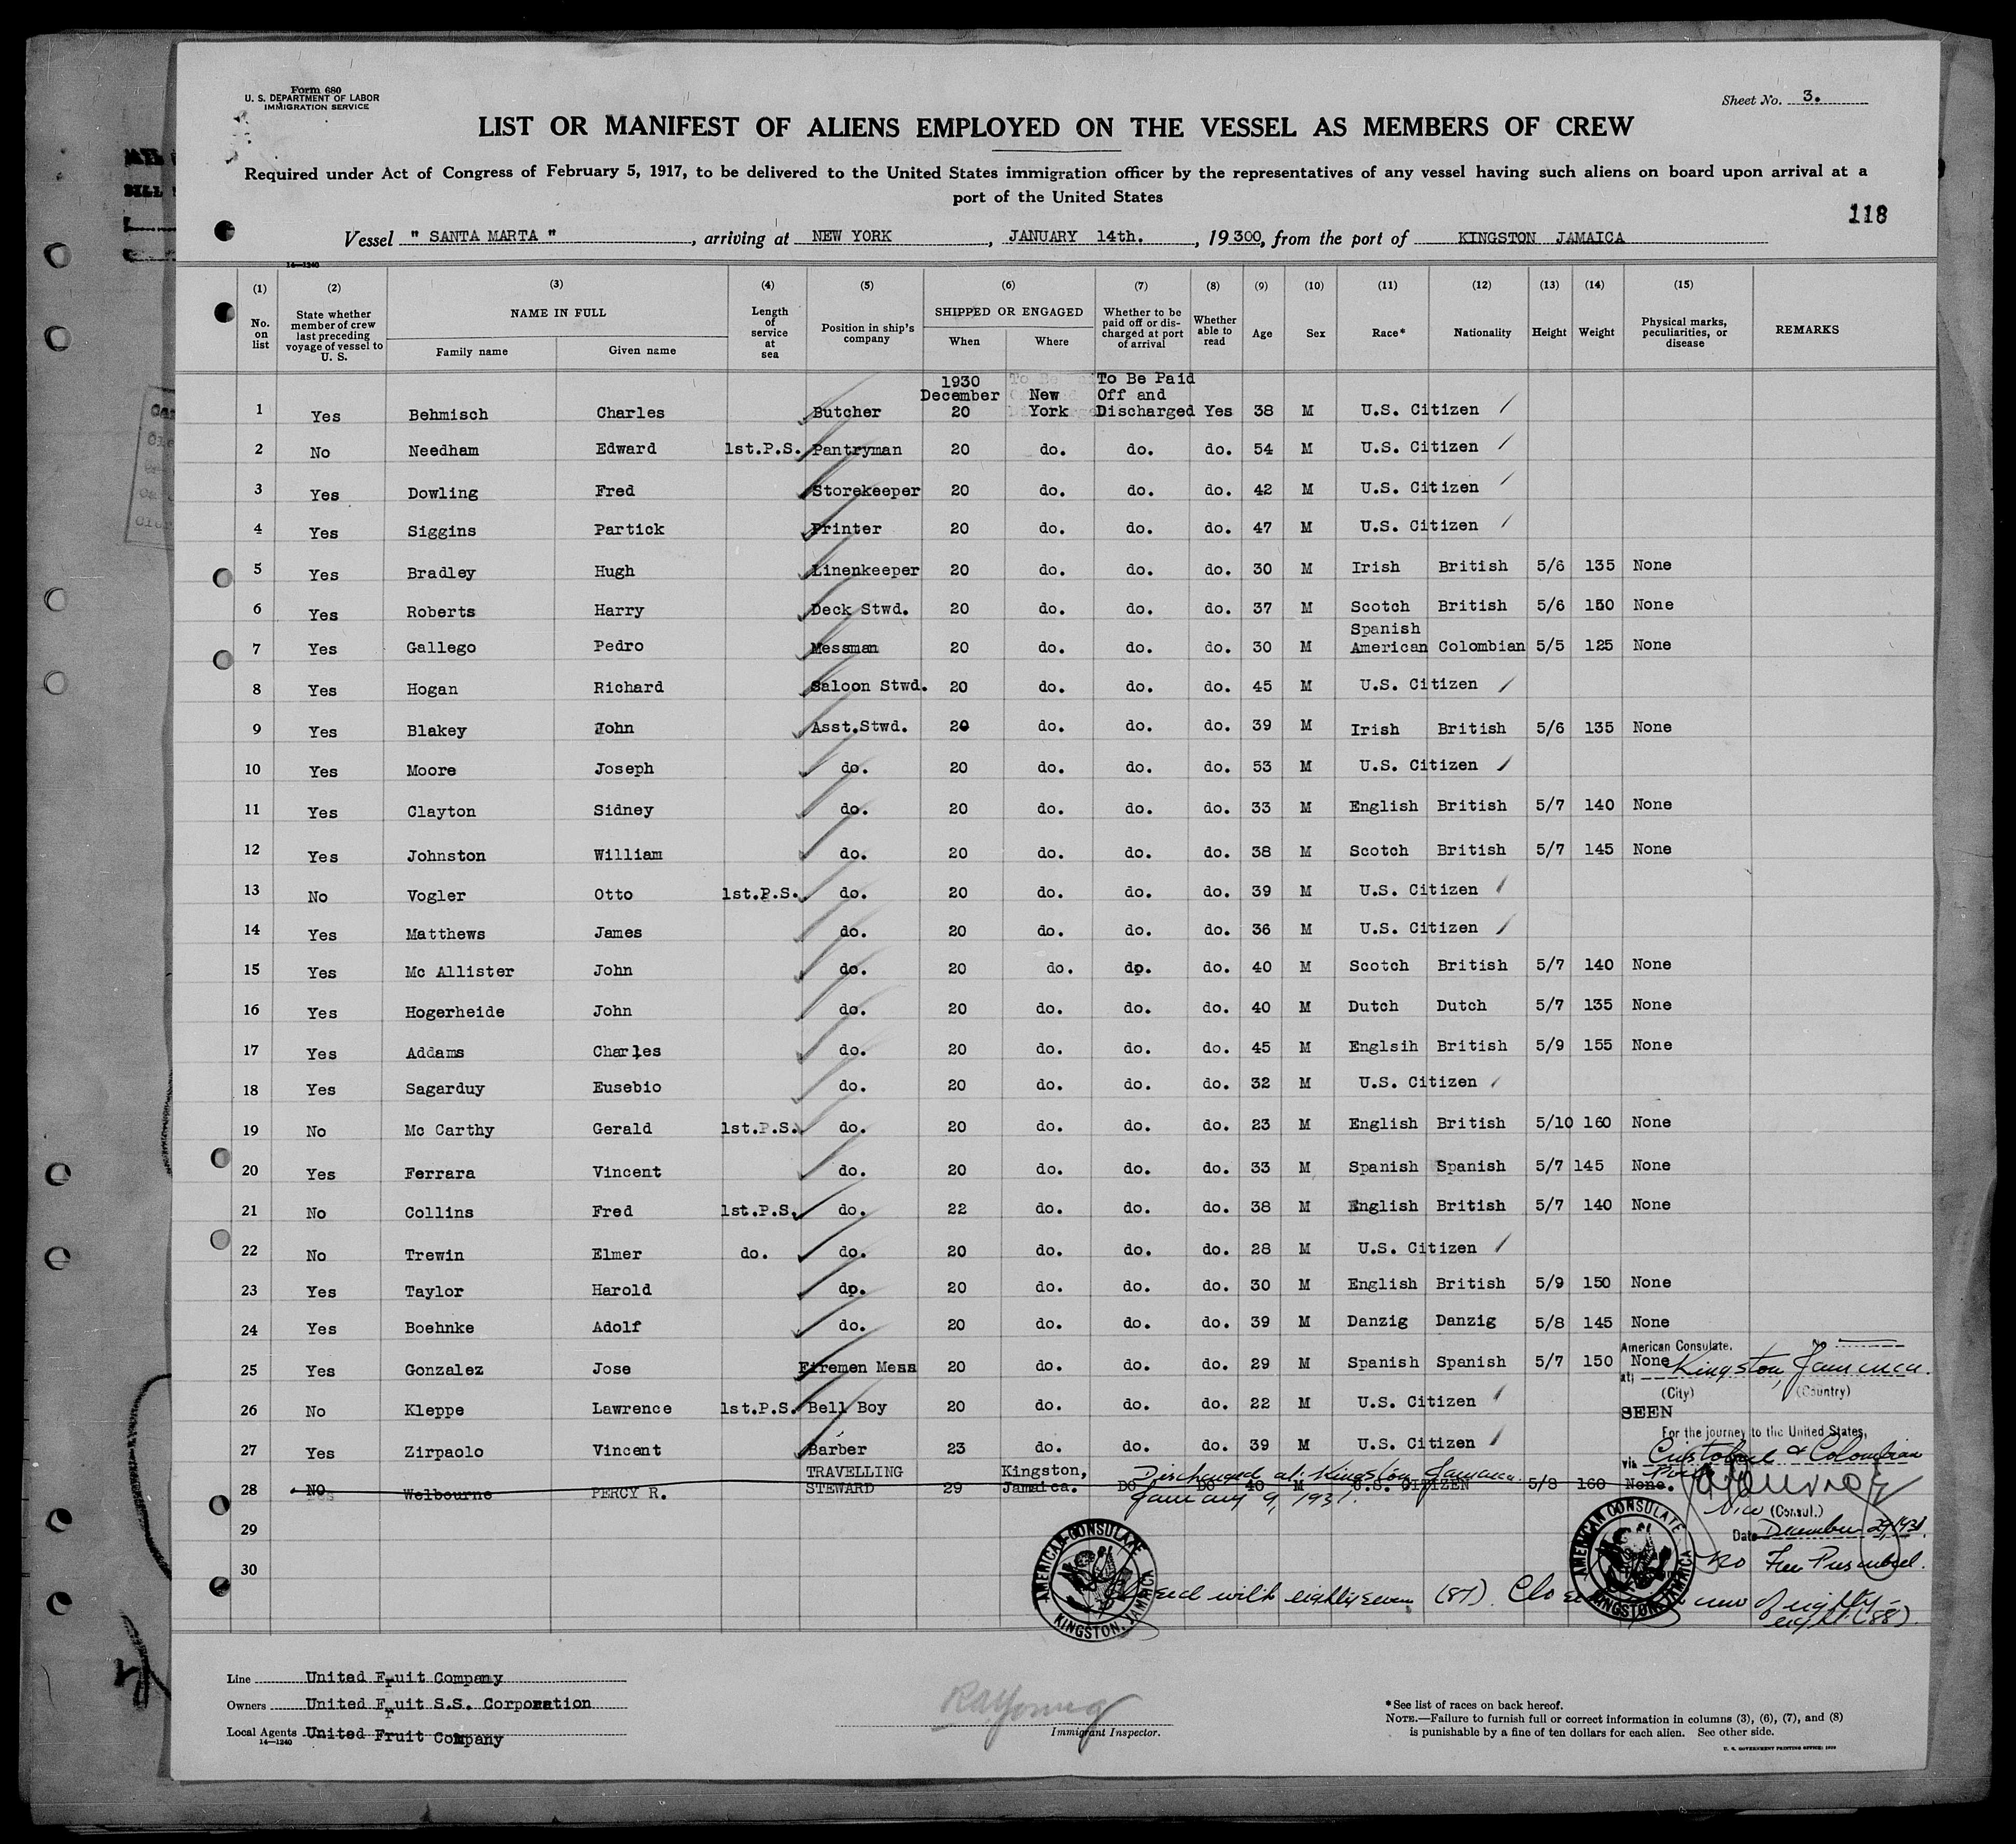 Form 680
U. S. DEPARTMENT OF LABOR
IMMIGRATION SERVICE
Sheet No. 3.
LIST OR MANIFEST OF ALIENS EMPLOYED ON THE VESSEL AS MEMBERS OF CREW
Required under Act of Congress of February 5, 1917, to be delivered to the United States immigration officer by the representatives of any vessel having such aliens on board upon arrival at a
port of the United States
118
Vessel " SANTA MARTA ", arriving at NEW YORK, JANUARY 14th., 19300, from the port of KINGSTON JAMAICA
14—1240
(1) No. on list (2) State whether member of crew last preceding voyage of vessel to U. S. (3) NAME IN FULL Family name Given name (4) Length of service at sea (5) Position in ship's company (6) SHIPPED OR ENGAGED When Where (7) Whether to be paid off or discharged at port of arrival (8) Whether able to read (9) Age (10) Sex (11) Race* (12) Nationality (13) Height (14) Weight (15) Physical marks, peculiarities, or disease REMARKS
1930 To Be Paid
December New Off and
1 Yes Behmisch Charles Butcher 20 York Discharged Yes 38 M U.S. Citizen
2 No Needham Edward 1st.P.S. Pantryman 20 do. do. do. 54 M U.S. Citizen
3 Yes Dowling Fred Storekeeper 20 do. do. do. 42 M U.S. Citizen
4 Yes Siggins Partick Printer 20 do. do. do. 47 M U.S. Citizen
5 Yes Bradley Hugh Linenkeeper 20 do. do. do. 30 M Irish British 5/6 135 None
6 Yes Roberts Harry Deck Stwd. 20 do. do. do. 37 M Scotch British 5/6 150 None
Spanish
7 Yes Gallego Pedro Messman 20 do. do. do. 30 M American Colombian 5/5 125 None
8 Yes Hogan Richard Saloon Stwd. 20 do. do. do. 45 M U.S. Citizen
9 Yes Blakey John Asst.Stwd. 20 do. do. do. 39 M Irish British 5/6 135 None
10 Yes Moore Joseph do. 20 do. do. do. 53 M U.S. Citizen
11 Yes Clayton Sidney do. 20 do. do. do. 33 M English British 5/7 140 None
12 Yes Johnston William do. 20 do. do. do. 38 M Scotch British 5/7 145 None
13 No Vogler Otto 1st.P.S. do. 20 do. do. do. 39 M U.S. Citizen
14 Yes Matthews James do. 20 do. do. do. 36 M U.S. Citizen
15 Yes Mc Allister John do. 20 do. do. do. 40 M Scotch British 5/7 140 None
16 Yes Hogerheide John do. 20 do. do. do. 40 M Dutch Dutch 5/7 135 None
17 Yes Addams Charles do. 20 do. do. do. 45 M Englsih British 5/9 155 None
18 Yes Sagarduy Eusebio do. 20 do. do. do. 32 M U.S. Citizen
19 No Mc Carthy Gerald 1st.P.S. do. 20 do. do. do. 23 M English British 5/10 160 None
20 Yes Ferrara Vincent do. 20 do. do. do. 33 M Spanish Spanish 5/7 145 None
21 No Collins Fred 1st.P.S. do. 22 do. do. do. 38 M English British 5/7 140 None
22 No Trewin Elmer do. do. 20 do. do. do. 28 M U.S. Citizen
23 Yes Taylor Harold do. 20 do. do. do. 30 M English British 5/9 150 None
24 Yes Boehnke Adolf do. 20 do. do. do. 39 M Danzig Danzig 5/8 145 None
American Consulate.
25 Yes Gonzalez Jose Firemen Mess 20 do. do. do. 29 M Spanish Spanish 5/7 150 None
at Kingston, Jamaica.
(City) (Country)
26 No Kleppe Lawrence 1st.P.S. Bell Boy 20 do. do. do. 22 M U.S. Citizen
SEEN
For the journey to the United States,
27 Yes Zirpaolo Vincent Barber 23 do. do. do. 39 M U.S. Citizen
via Cristobal & Colombian
Ports
TRAVELLING Kingston, Discharged at Kingston Jamaica
28 NO Welbourne PERCY R. STEWARD 29 Jamaica. DO DO 40 M U.S. CITIZEN 5/8 160 None.
January 9, 1931.
Vice (Consul.)
29
Date December 29, 1930
30
No Fee Prescribed.
AMERICAN CONSULATE KINGSTON, JAMAICA
AMERICAN CONSULATE KINGSTON, JAMAICA
Closed with eighty seven (87). crew of eighty-
eight (88).
Line United Fruit Company
Owners United Fruit S.S. Corporation
Local Agents United Fruit Company
14—1240
RA Young
Immigrant Inspector.
*See list of races on back hereof.
NOTE.—Failure to furnish full or correct information in columns (3), (6), (7), and (8)
is punishable by a fine of ten dollars for each alien. See other side.